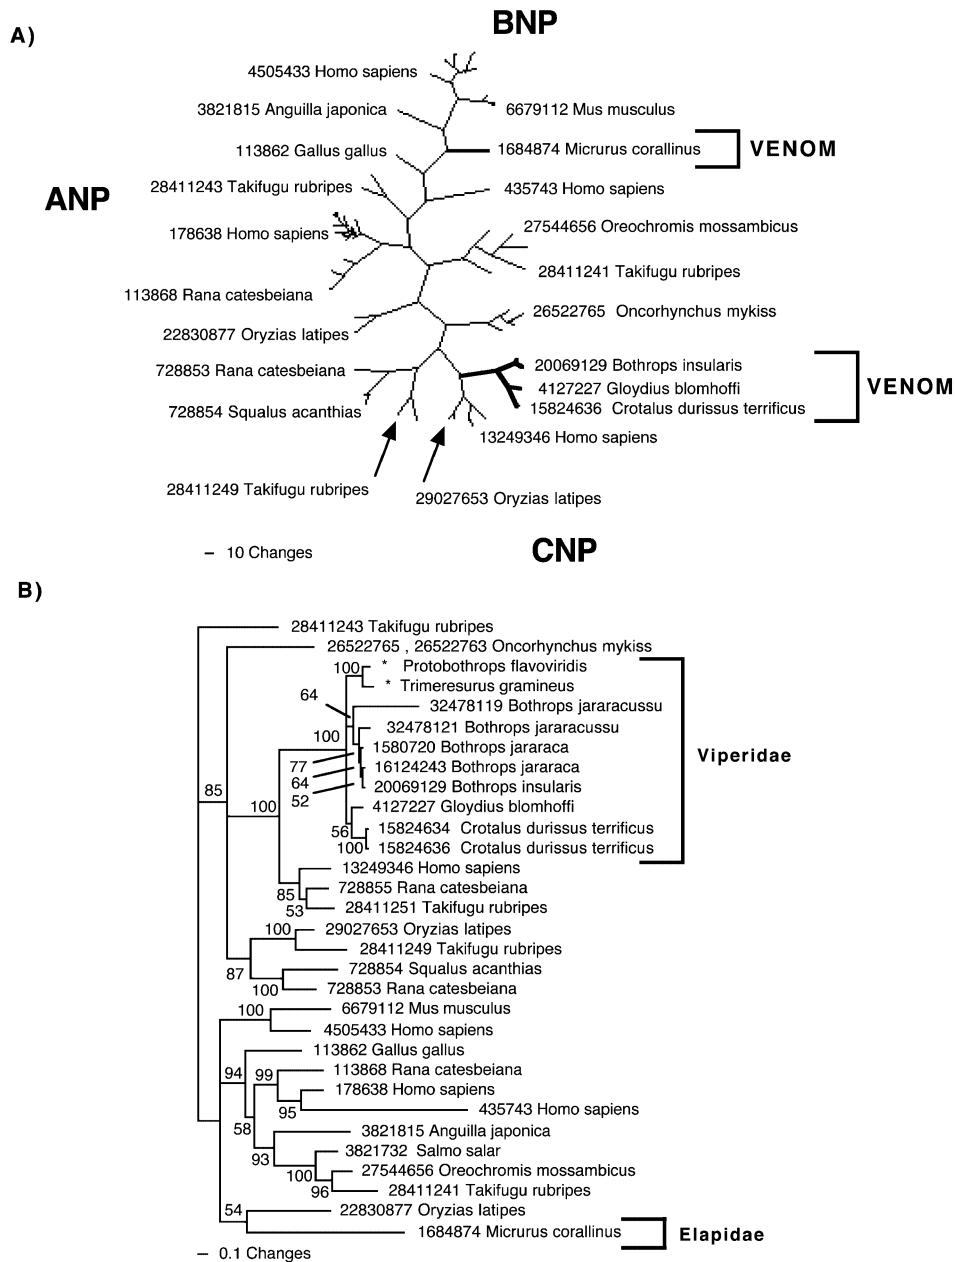 A)
BNP
4505433 Homo sapiens
3821815 Anguilla japonica
6679112 Mus musculus
113862 Gallus gallus
1684874 Micrurus corallinus
VENOM
ANP
28411243 Takifugu rubripes
435743 Homo sapiens
178638 Homo sapiens
27544656 Oreochromis mossambicus
28411241 Takifugu rubripes
113868 Rana catesbeiana
26522765 Oncorhynchus mykiss
22830877 Oryzias latipes
728853 Rana catesbeiana
20069129 Bothrops insularis
4127227 Gloydius blomhoffi
VENOM
15824636 Crotalus durissus terrificus
728854 Squalus acanthias
13249346 Homo sapiens
28411249 Takifugu rubripes
29027653 Oryzias latipes
10 Changes
CNP
B)
28411243 Takifugu rubripes
26522765 , 26522763 Oncorhynchus mykiss
100 * Protobothrops flavoviridis
* Trimeresurus gramineus
64
32478119 Bothrops jararacussu
32478121 Bothrops jararacussu
100
1580720 Bothrops jararaca
Viperidae
77
16124243 Bothrops jararaca
64
20069129 Bothrops insularis
85
52
100
4127227 Gloydius blomhoffi
56
15824634 Crotalus durissus terrificus
100
15824636 Crotalus durissus terrificus
13249346 Homo sapiens
85
728855 Rana catesbeiana
53
28411251 Takifugu rubripes
100
29027653 Oryzias latipes
28411249 Takifugu rubripes
87
728854 Squalus acanthias
100
728853 Rana catesbeiana
100
6679112 Mus musculus
4505433 Homo sapiens
113862 Gallus gallus
94
99
113868 Rana catesbeiana
178638 Homo sapiens
95
435743 Homo sapiens
58
3821815 Anguilla japonica
93
3821732 Salmo salar
100
27544656 Oreochromis mossambicus
96
28411241 Takifugu rubripes
54
22830877 Oryzias latipes
1684874 Micrurus corallinus
Elapidae
0.1 Changes